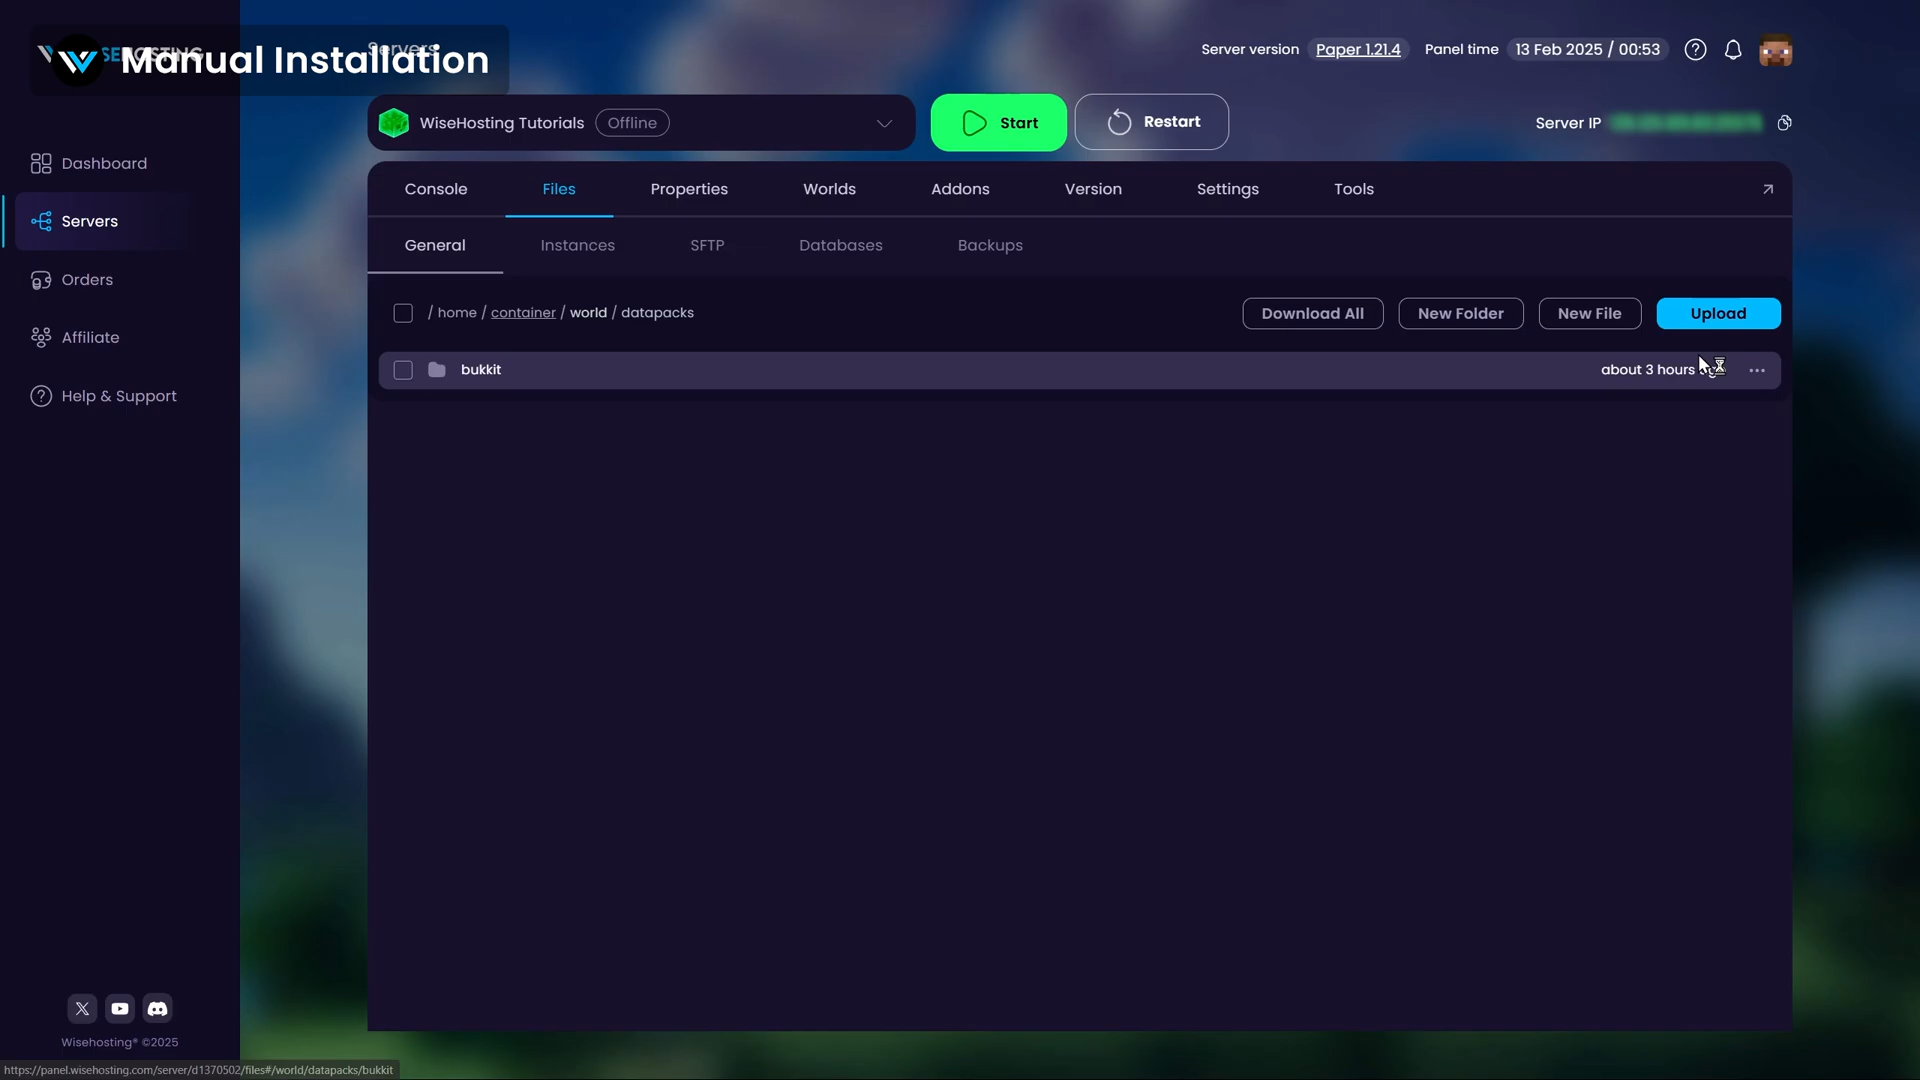 Manual Installation
Servers
Server version Paper 1.21.4 Panel time 13 Feb 2025 / 00:53
WiseHosting Tutorials Offline
Start
Restart
Server IP
Dashboard
Servers
Orders
Affiliate
Help & Support
Console Files Properties Worlds Addons Version Settings Tools
General Instances SFTP Databases Backups
/ home / container / world / datapacks
Download All New Folder New File Upload
bukkit about 3 hours
Wisehosting® ©2025
https://panel.wisehosting.com/server/d1370502/files#/world/datapacks/bukkit